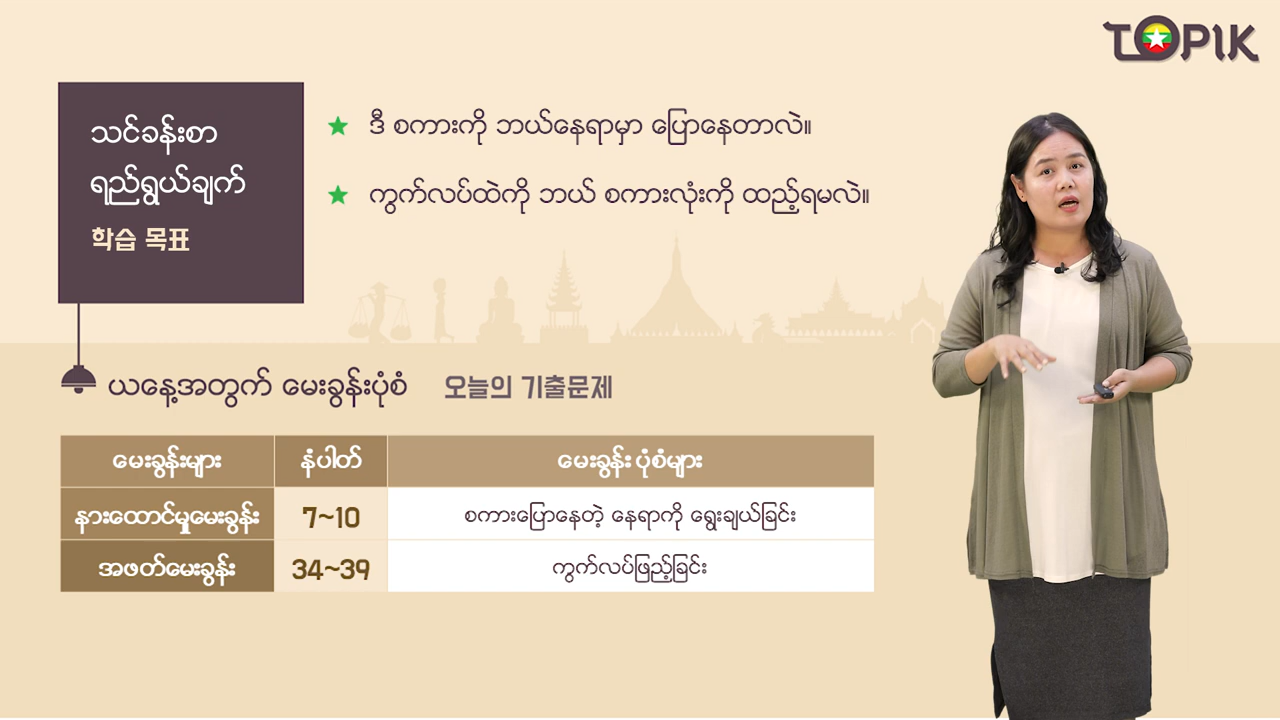 TOPIK
သင်ခန်းစာ
ရည်ရွယ်ချက်
학습 목표
★ ဒီ စကားကို ဘယ်နေရာမှာ ပြောနေတာလဲ။
★ ကွက်လပ်ထဲကို ဘယ် စကားလုံးကို ထည့်ရမလဲ။
ယနေ့အတွက် မေးခွန်းပုံစံ 오늘의 기출문제
မေးခွန်းများ နံပါတ် မေးခွန်း ပုံစံများ
နားထောင်မှုမေးခွန်း 7~10 စကားပြောနေတဲ့ နေရာကို ရွေးချယ်ခြင်း
အဖတ်မေးခွန်း 34~39 ကွက်လပ်ဖြည့်ခြင်း